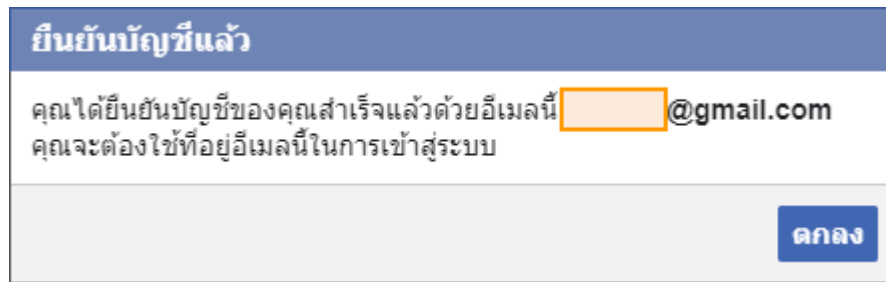 ยืนยันบัญชีแล้ว
คุณได้ยืนยันบัญชีของคุณสำเร็จแล้วด้วยอีเมลนี้ @gmail.com
คุณจะต้องใช้ที่อยู่อีเมลนี้ในการเข้าสู่ระบบ
ตกลง